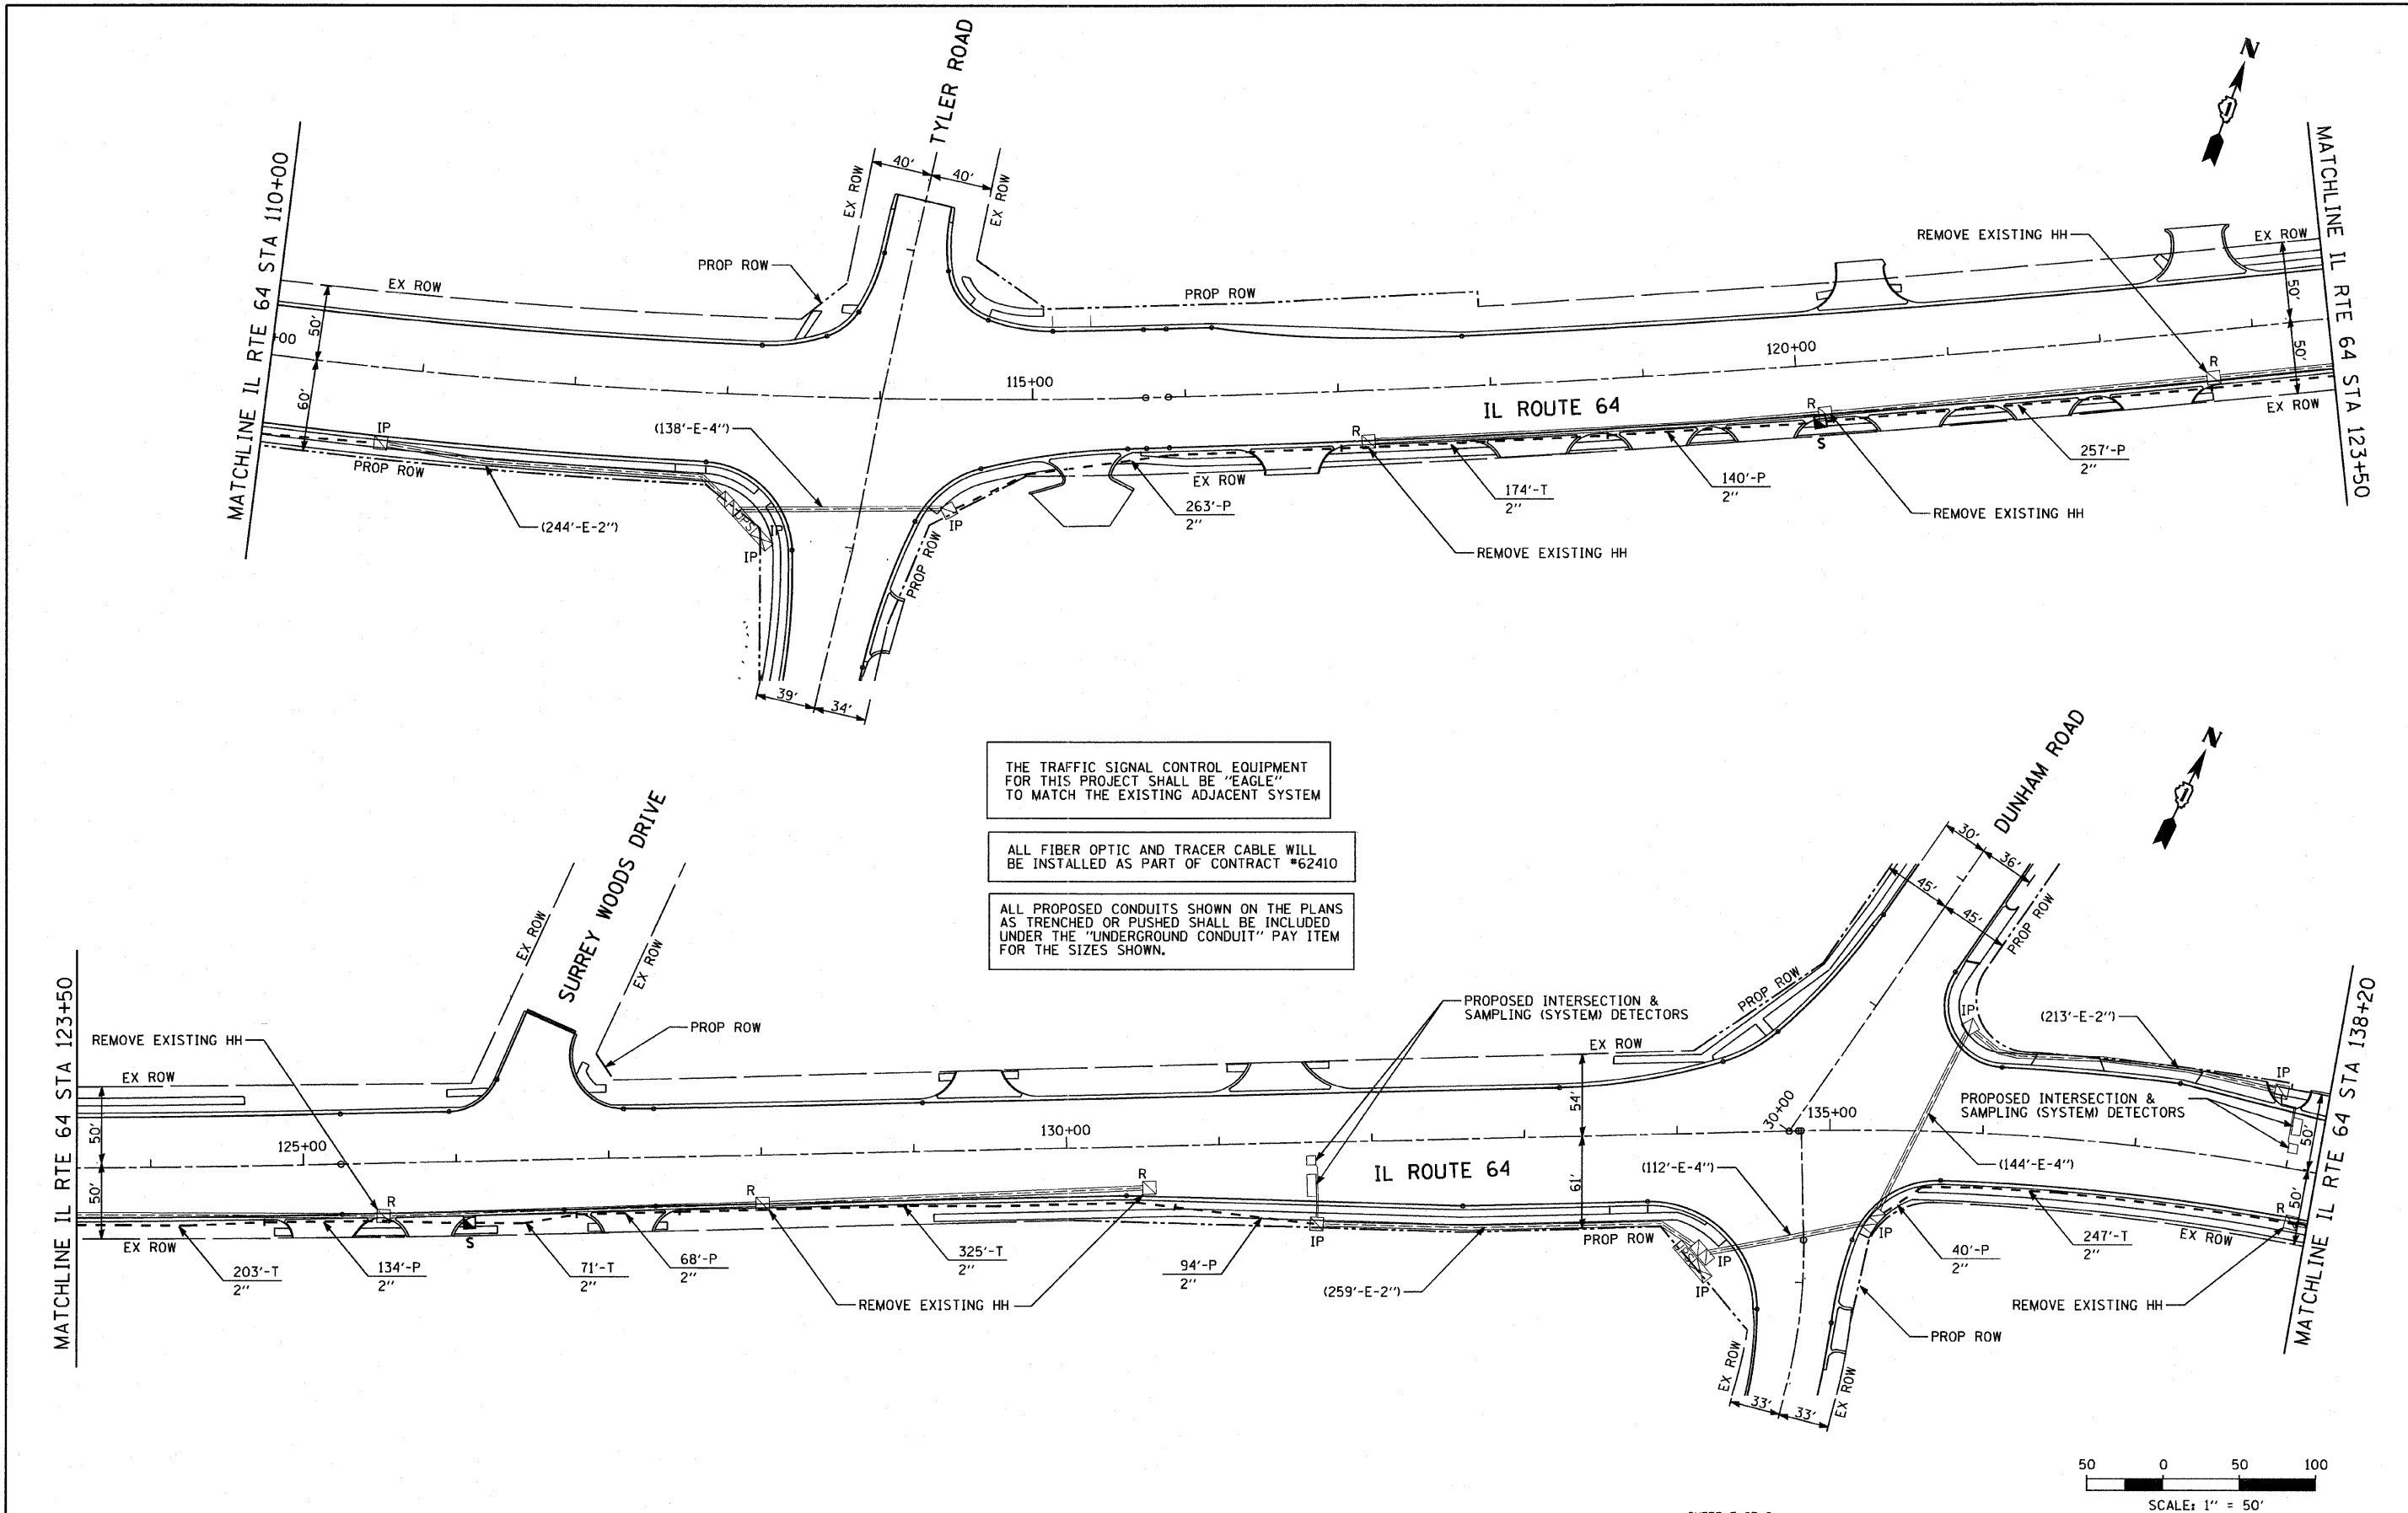 TYLER ROAD
N
MATCHLINE IL RTE 64 STA 110+00
MATCHLINE IL RTE 64 STA 123+50
40'
40'
EX ROW
EX ROW
REMOVE EXISTING HH
EX ROW
PROP ROW
EX ROW
PROP ROW
R
50'
50'
+00
60'
50'
120+00
115+00
IL ROUTE 64
R
R
EX ROW
IP
(138'-E-4")
PROP ROW
S
257'-P
2"
EX ROW
140'-P
2"
174'-T
2"
263'-P
2"
REMOVE EXISTING HH
(244'-E-2")
UPS
IP
IP
IP
REMOVE EXISTING HH
PROP ROW
39'
34'
THE TRAFFIC SIGNAL CONTROL EQUIPMENT
FOR THIS PROJECT SHALL BE "EAGLE"
TO MATCH THE EXISTING ADJACENT SYSTEM
ALL FIBER OPTIC AND TRACER CABLE WILL
BE INSTALLED AS PART OF CONTRACT #62410
ALL PROPOSED CONDUITS SHOWN ON THE PLANS
AS TRENCHED OR PUSHED SHALL BE INCLUDED
UNDER THE "UNDERGROUND CONDUIT" PAY ITEM
FOR THE SIZES SHOWN.
SURREY WOODS DRIVE
DUNHAM ROAD
N
30'
36'
45'
45'
EX ROW
EX ROW
PROP ROW
PROP ROW
MATCHLINE IL RTE 64 STA 123+50
MATCHLINE IL RTE 64 STA 138+20
REMOVE EXISTING HH
PROP ROW
PROPOSED INTERSECTION &
SAMPLING (SYSTEM) DETECTORS
(213'-E-2")
IP
EX ROW
EX ROW
IP
PROPOSED INTERSECTION &
SAMPLING (SYSTEM) DETECTORS
50'
54'
30+00
135+00
130+00
125+00
50'
IL ROUTE 64
(112'-E-4")
(144'-E-4")
50'
61'
50'
R
R
R
R
EX ROW
S
IP
PROP ROW
IP
IP
IP
EX ROW
203'-T
2"
134'-P
2"
71'-T
2"
68'-P
2"
325'-T
2"
94'-P
2"
(259'-E-2")
40'-P
2"
247'-T
2"
REMOVE EXISTING HH
REMOVE EXISTING HH
PROP ROW
EX ROW
EX ROW
33'
33'
50 0 50 100
SCALE: 1" = 50'